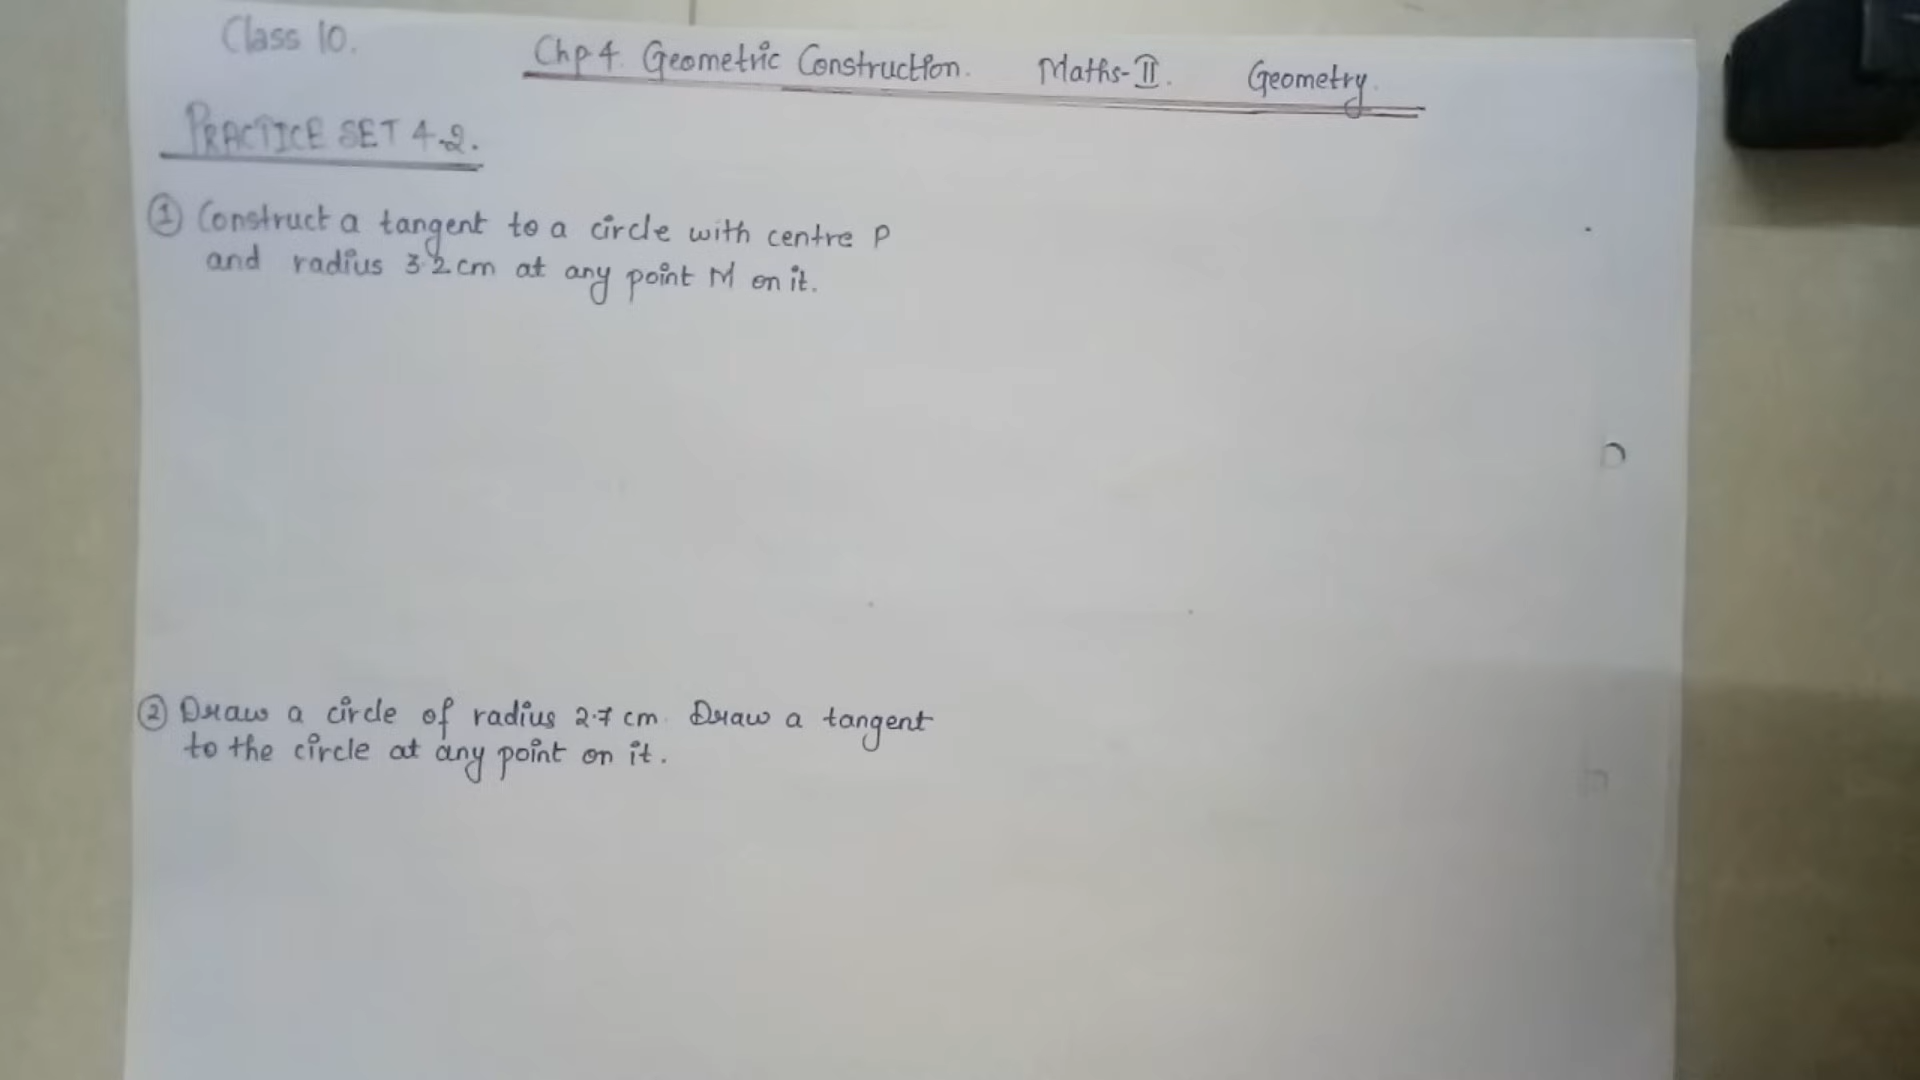 Class 10.
Chp 4. Geometric Construction. Maths-II. Geometry.
PRACTICE SET 4.2.
① Construct a tangent to a circle with centre P
and radius 3.2 cm at any point M on it.
② Draw a circle of radius 2.7 cm. Draw a tangent
to the circle at any point on it.